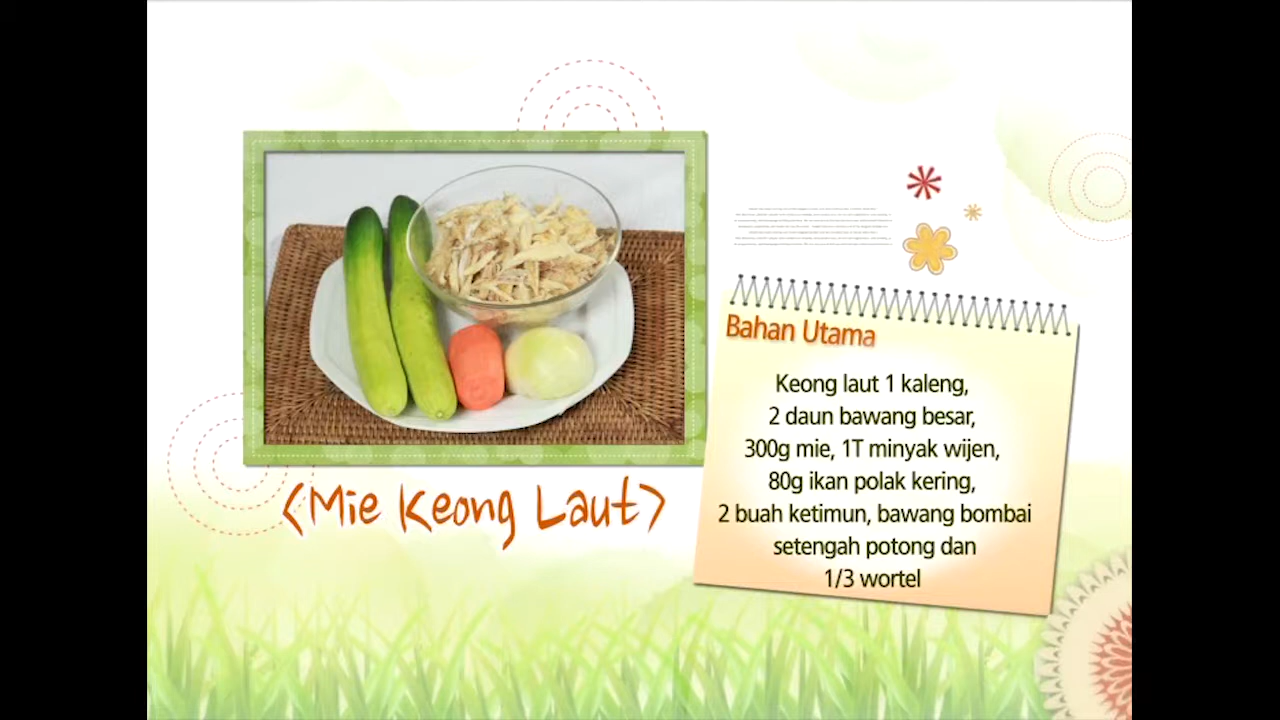 <Mie Keong Laut>
Bahan Utama
Keong laut 1 kaleng,
2 daun bawang besar,
300g mie, 1T minyak wijen,
80g ikan polak kering,
2 buah ketimun, bawang bombai
setengah potong dan
1/3 wortel